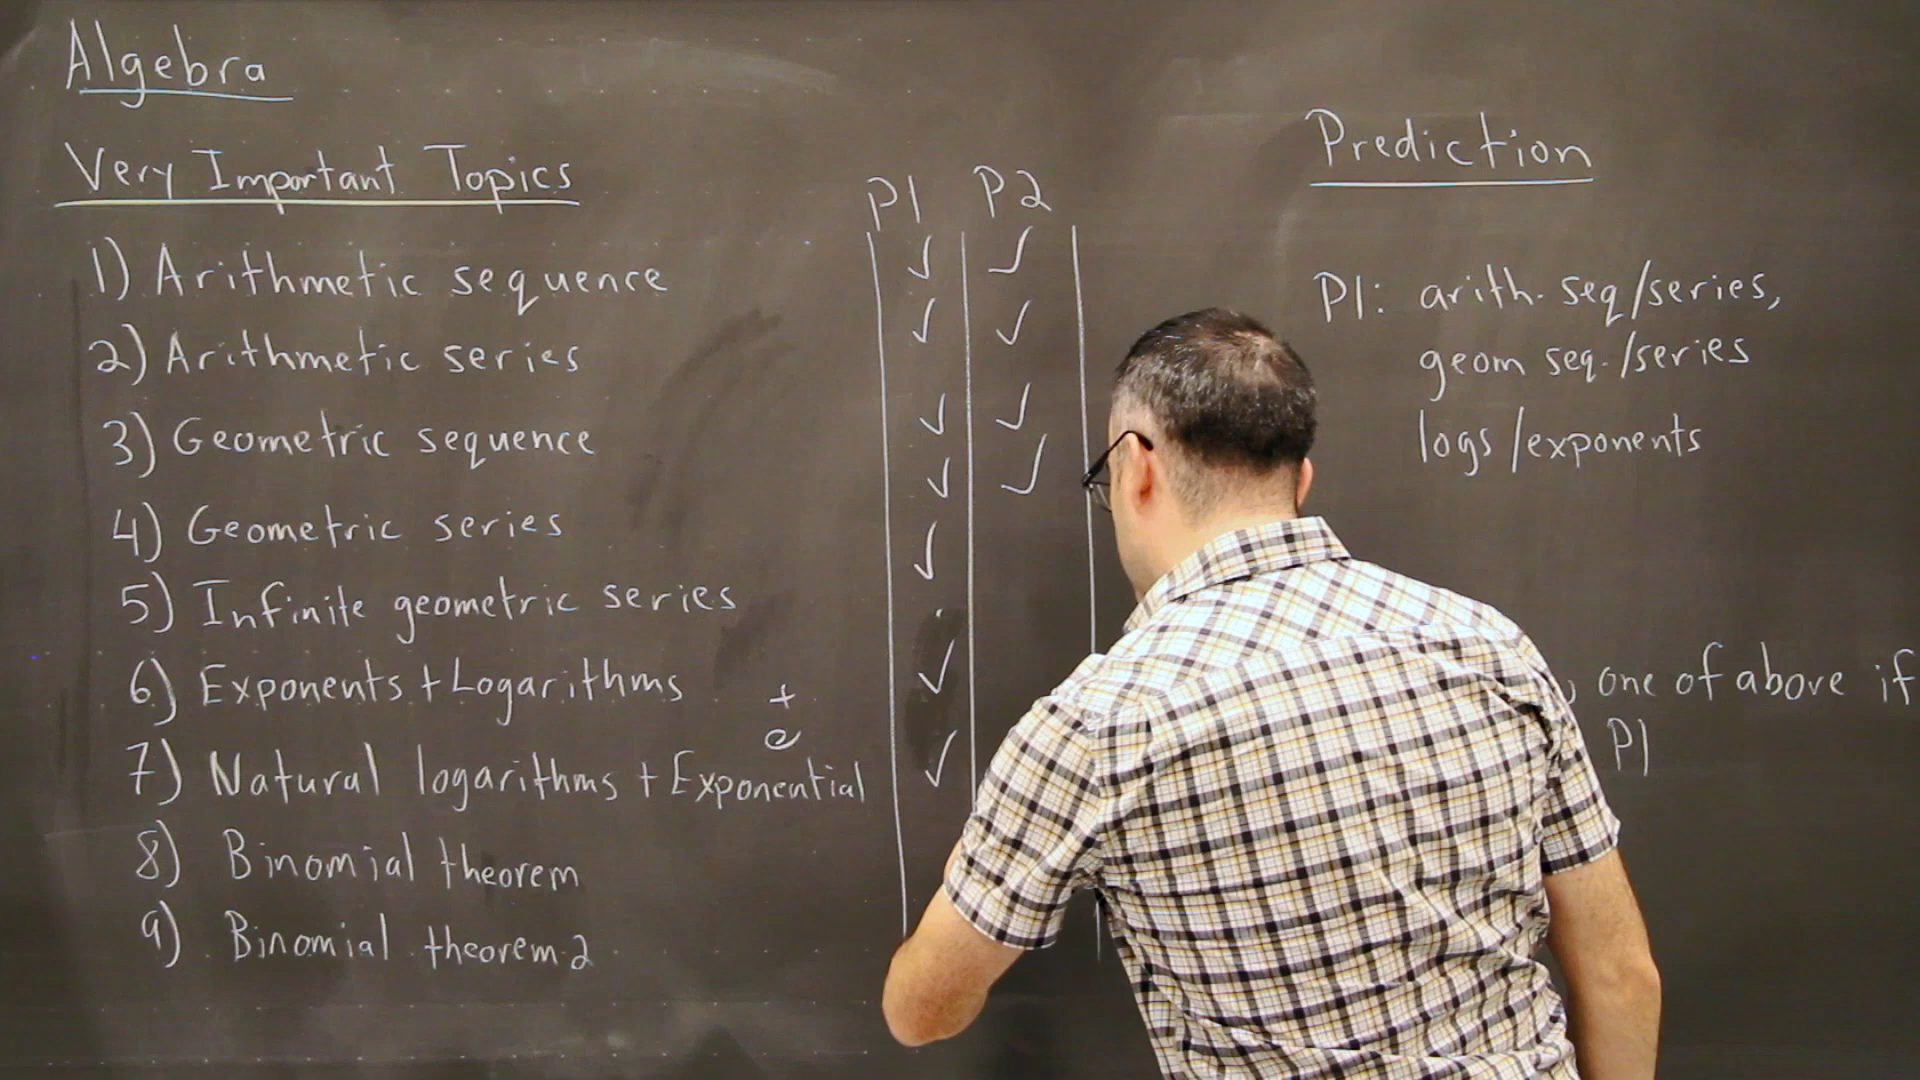 Algebra
Very Important Topics
P1 P2
1) Arithmetic sequence ✓ ✓
2) Arithmetic series ✓ ✓
3) Geometric sequence ✓ ✓
4) Geometric series ✓ ✓
5) Infinite geometric series ✓
6) Exponents + Logarithms ✓
+
e
7) Natural logarithms + Exponential ✓
8) Binomial theorem
9) Binomial theorem 2
Prediction
P1: arith. seq/series,
geom seq./series
logs/exponents
, one of above if
P1